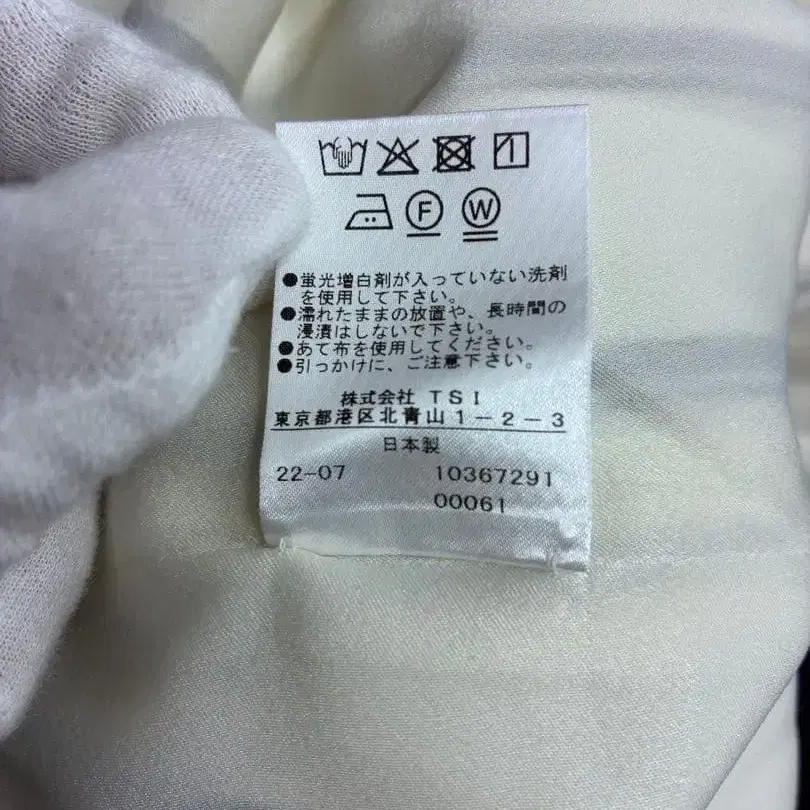 F W
●蛍光増白剤が入っていない洗剤
を使用して下さい。
●濡れたままの放置や、長時間の
浸漬はしないで下さい。
●あて布を使用してください。
●引っかけに、ご注意下さい。
株式会社 TSI
東京都港区北青山1-2-3
日本製
22-07 10367291
00061